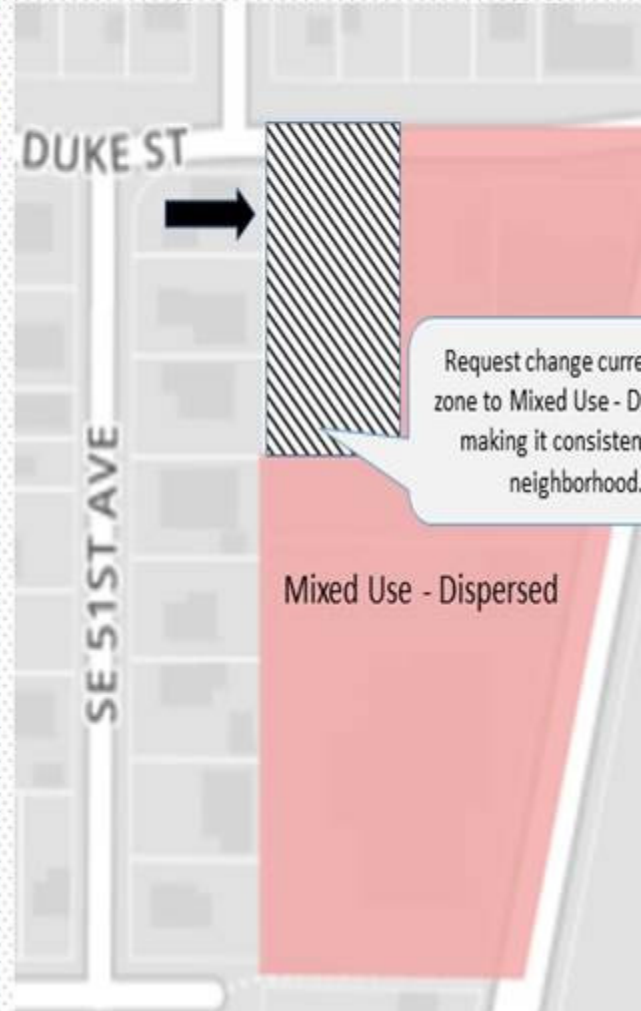 DUKE ST
Request change curre
zone to Mixed Use - D
making it consisten
neighborhood.
SE 51ST AVE
Mixed Use - Dispersed